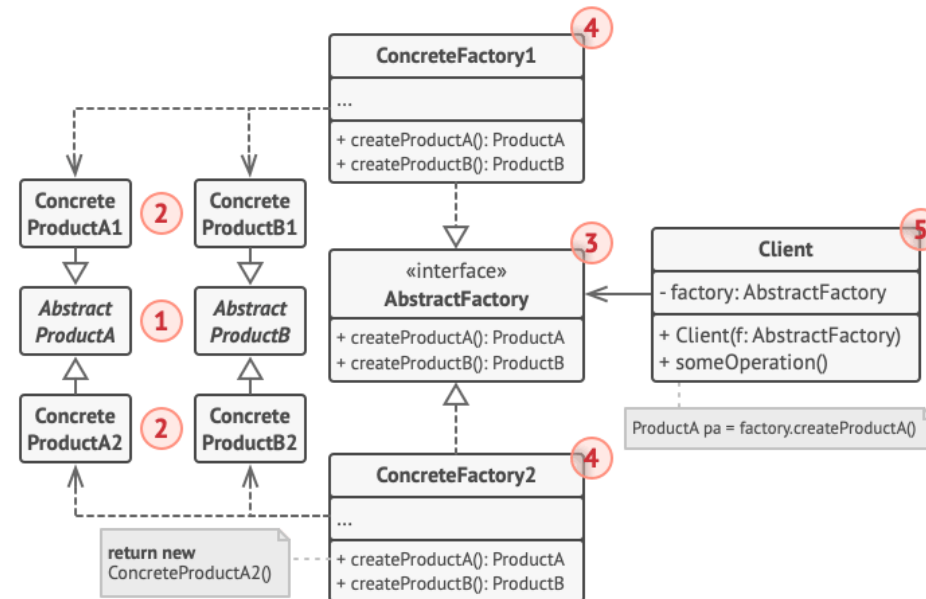 4
ConcreteFactory1
...
+ createProductA(): ProductA
+ createProductB(): ProductB
Concrete
ProductA1
2
Concrete
ProductB1
Abstract
ProductA
1
Abstract
ProductB
Concrete
ProductA2
2
Concrete
ProductB2
3
«interface»
AbstractFactory
+ createProductA(): ProductA
+ createProductB(): ProductB
5
Client
- factory: AbstractFactory
+ Client(f: AbstractFactory)
+ someOperation()
ProductA pa = factory.createProductA()
4
ConcreteFactory2
...
+ createProductA(): ProductA
+ createProductB(): ProductB
return new
ConcreteProductA2()